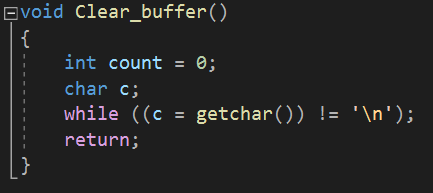 void Clear_buffer()
{
int count = 0;
char c;
while ((c = getchar()) != '\n');
return;
}